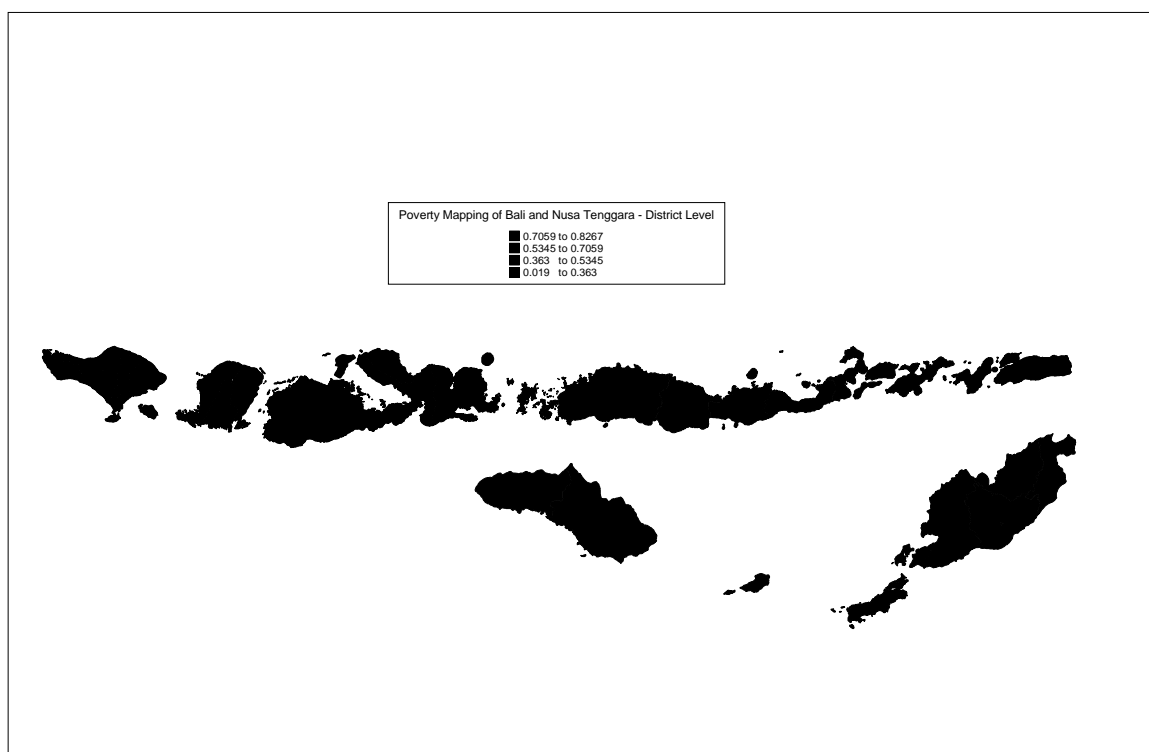 Poverty Mapping of Bali and Nusa Tenggara - District Level
0.7059 to 0.8267
0.5345 to 0.7059
0.363 to 0.5345
0.019 to 0.363